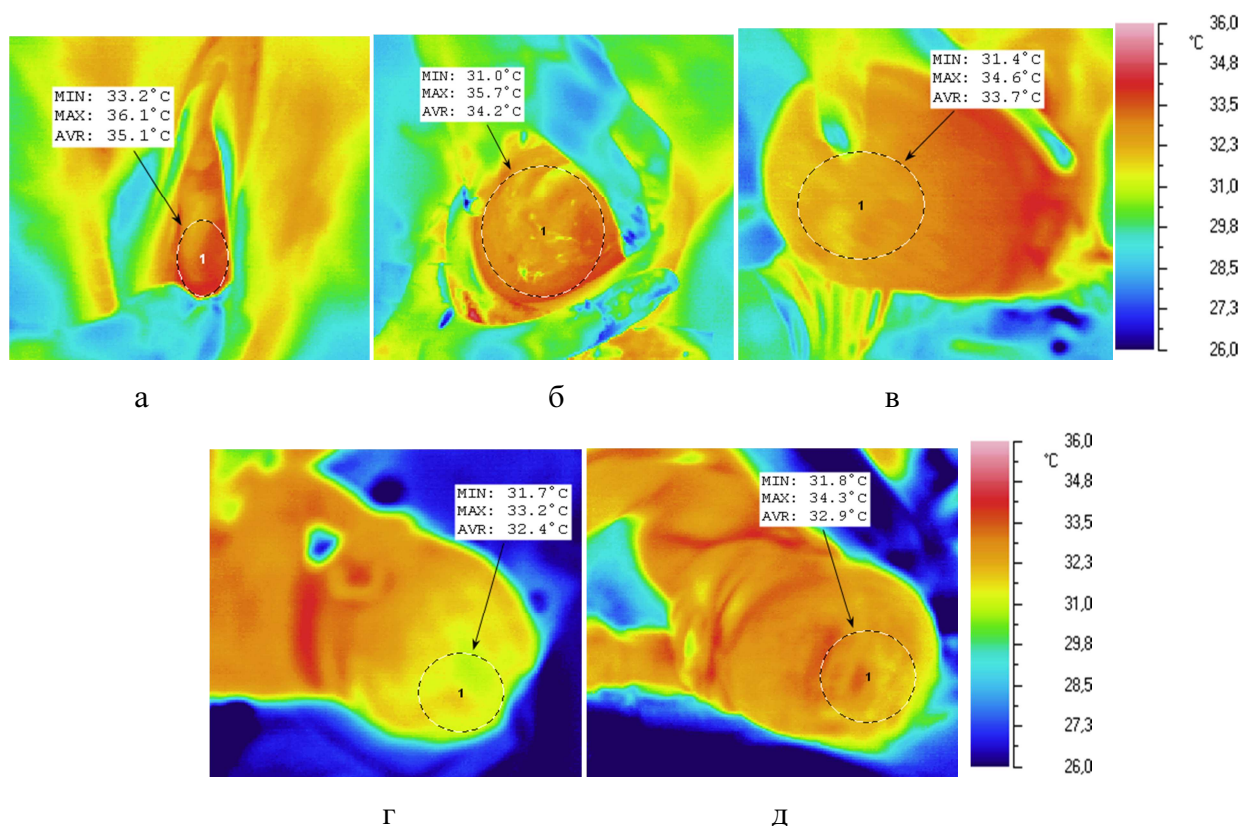 MIN: 33.2°C
MAX: 36.1°C
AVR: 35.1°C
1
MIN: 31.0°C
MAX: 35.7°C
AVR: 34.2°C
1
MIN: 31.4°C
MAX: 34.6°C
AVR: 33.7°C
1
°C
36,0
34,8
33,5
32,3
31,0
29,8
28,5
27,3
26,0
а
б
в
MIN: 31.7°C
MAX: 33.2°C
AVR: 32.4°C
1
MIN: 31.8°C
MAX: 34.3°C
AVR: 32.9°C
1
°C
36,0
34,8
33,5
32,3
31,0
29,8
28,5
27,3
26,0
г
д